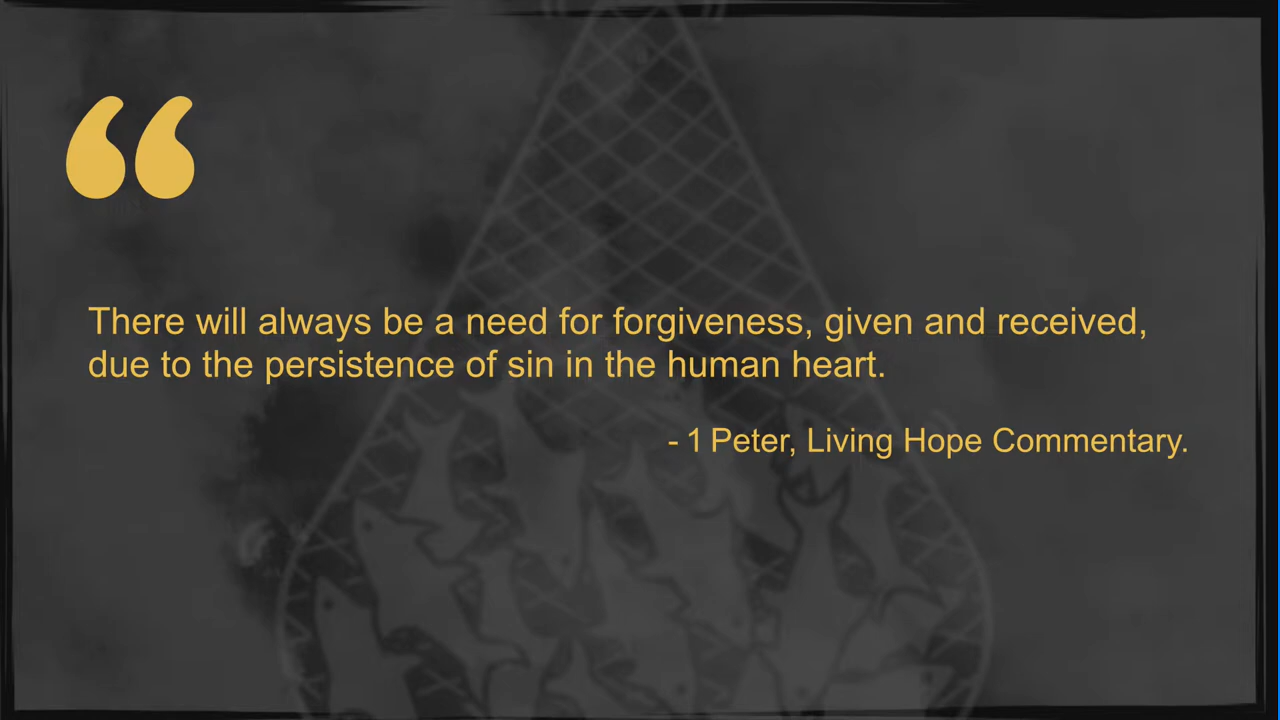 “
There will always be a need for forgiveness, given and received,
due to the persistence of sin in the human heart.
- 1 Peter, Living Hope Commentary.